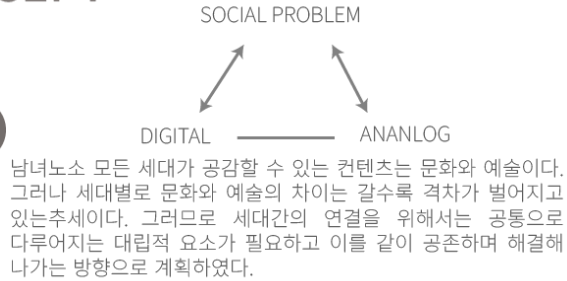 SOCIAL PROBLEM
DIGITAL
ANANLOG
남녀노소 모든 세대가 공감할 수 있는 컨텐츠는 문화와 예술이다.
그러나 세대별로 문화와 예술의 차이는 갈수록 격차가 벌어지고
있는추세이다. 그러므로 세대간의 연결을 위해서는 공통으로
다루어지는 대립적 요소가 필요하고 이를 같이 공존하며 해결해
나가는 방향으로 계획하였다.